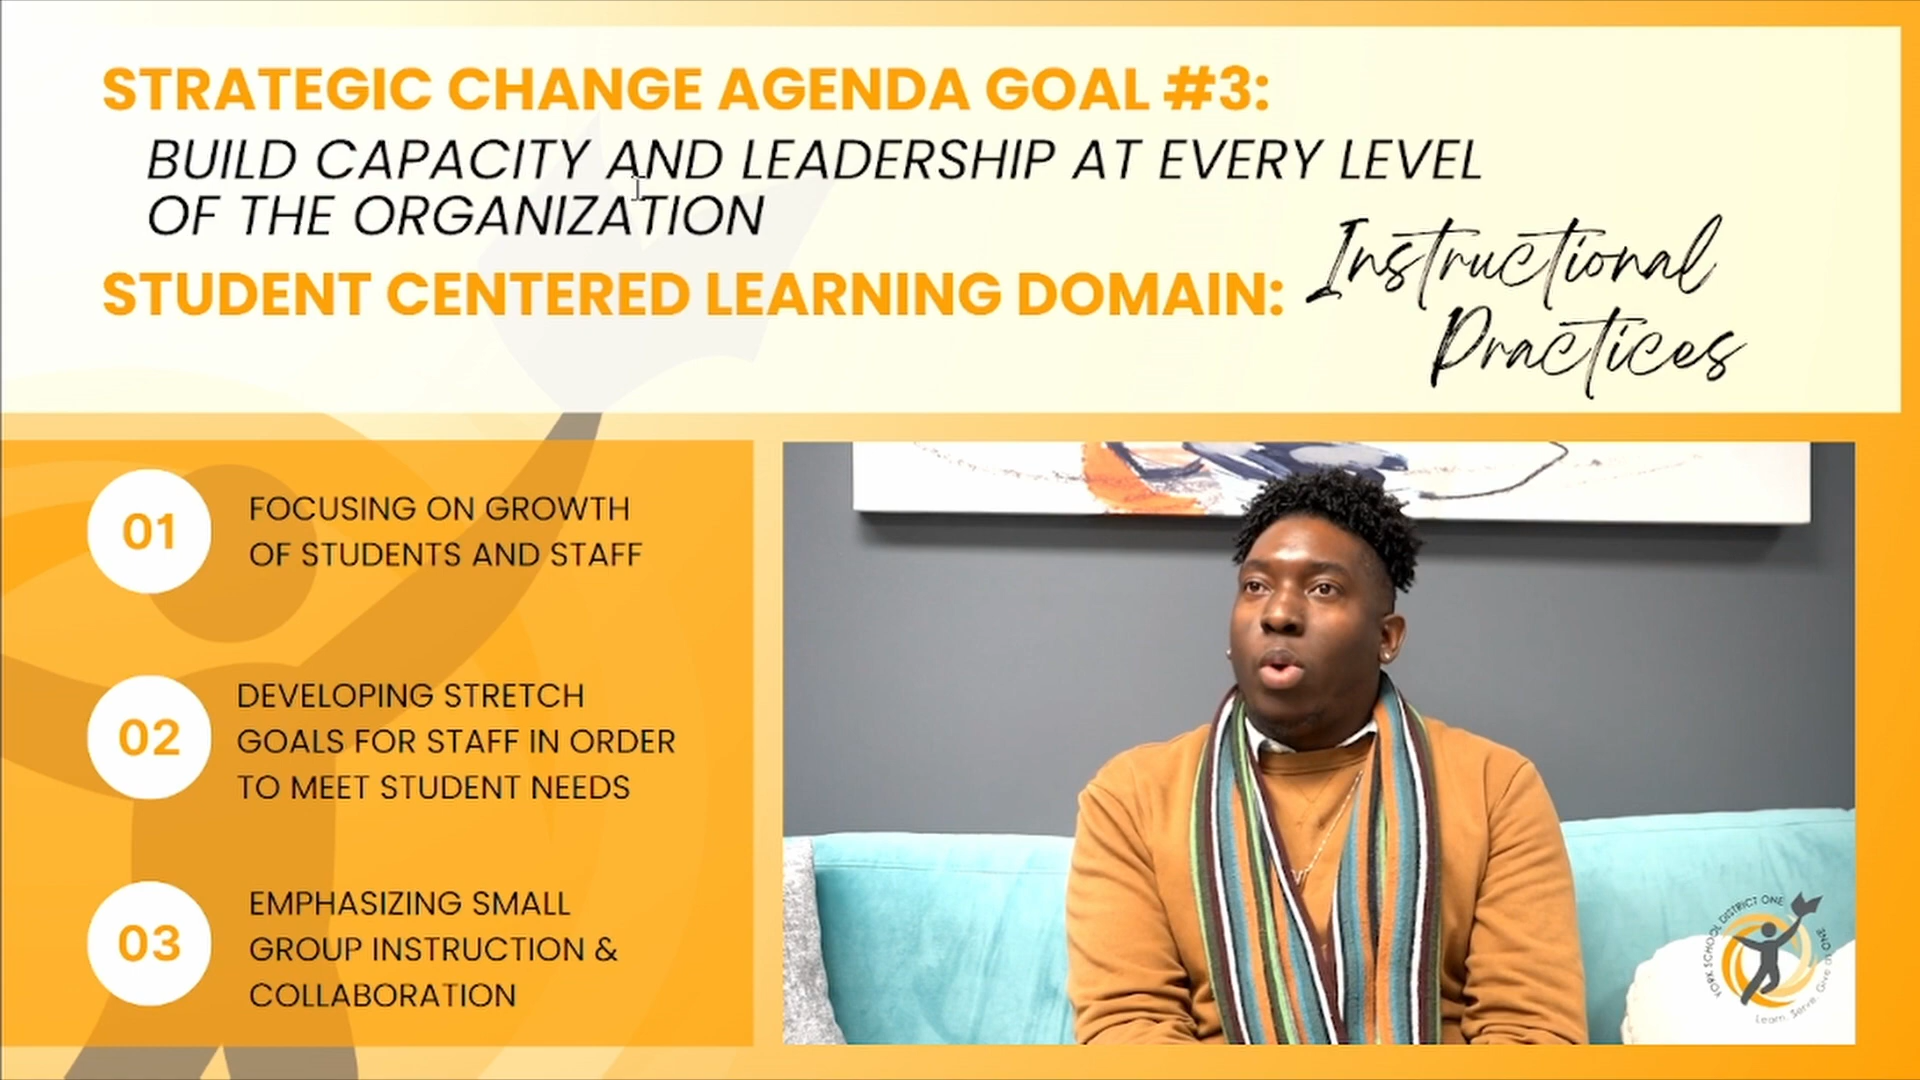 STRATEGIC CHANGE AGENDA GOAL #3:
BUILD CAPACITY AND LEADERSHIP AT EVERY LEVEL
OF THE ORGANIZATION
STUDENT CENTERED LEARNING DOMAIN:
Instructional
Practices
01
FOCUSING ON GROWTH
OF STUDENTS AND STAFF
02
DEVELOPING STRETCH
GOALS FOR STAFF IN ORDER
TO MEET STUDENT NEEDS
03
EMPHASIZING SMALL
GROUP INSTRUCTION &
COLLABORATION
YORK SCHOOL DISTRICT ONE
Learn. Serve. Give as ONE